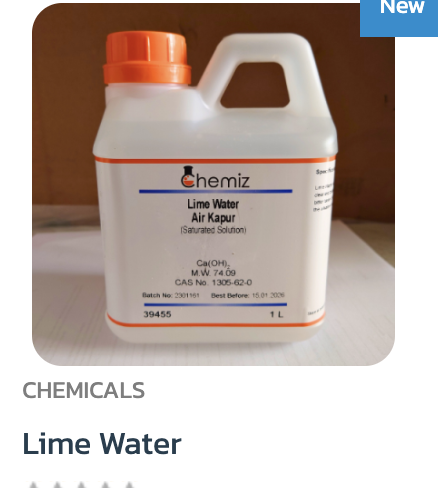 New
Chemiz
Lime Water
Air Kapur
(Saturated Solution)
Ca(OH)₂
M.W. 74.09
CAS No. 1305-62-0
Batch No: 2301161 Best Before: 15.01.2026
39455 1 L
CHEMICALS
Lime Water